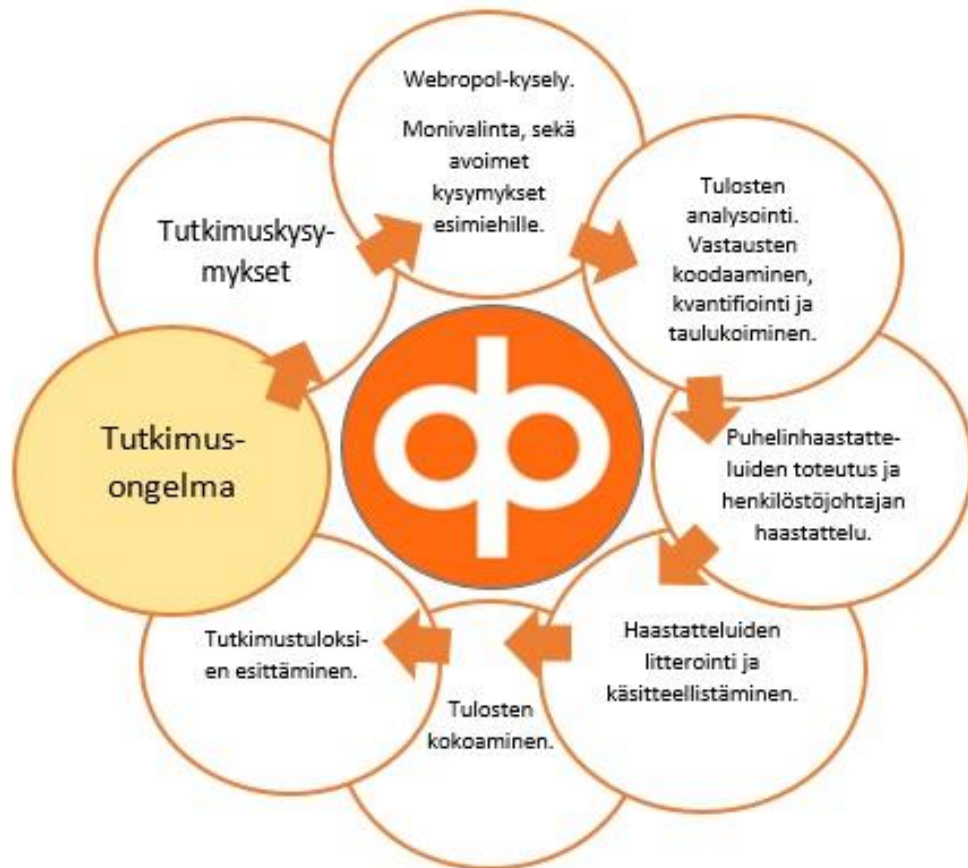 Tutkimus-
ongelma
Tutkimuskysy-
mykset
Webropol-kysely.
Monivalinta, sekä
avoimet
kysymykset
esimiehille.
Tulosten
analysointi.
Vastausten
koodaaminen,
kvantifiointi ja
taulukoiminen.
Puhelinhaastatte-
luiden toteutus ja
henkilöstöjohtajan
haastattelu.
Haastatteluiden
litterointi ja
käsitteellistäminen.
Tulosten
kokoaminen.
Tutkimustuloksi-
en esittäminen.